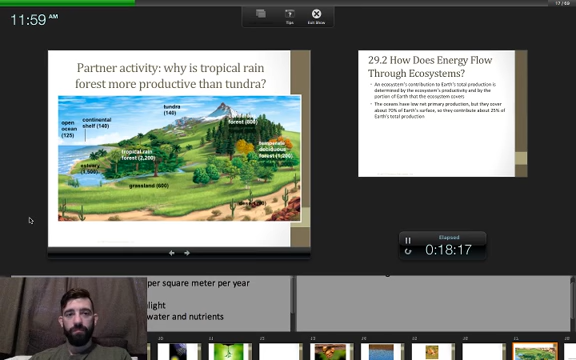 17 / 69
11:59 AM
Tips
Exit Show
Partner activity: why is tropical rain
forest more productive than tundra?
tundra
(140)
open
ocean
(125)
continental
shelf (140)
forest (800)
tropical rain
forest (2,200)
temperate
deciduous
estuary
grassland (600)
29.2 How Does Energy Flow
Through Ecosystems?
• An ecosystem's contribution to Earth's total production is
determined by the ecosystem's productivity and by the
portion of Earth that the ecosystem covers
• The oceans have low net primary production, but they cover
about 70% of Earth's surface, so they contribute about 25% of
Earth's total production
Elapsed
0:18:17
per square meter per year
light
water and nutrients